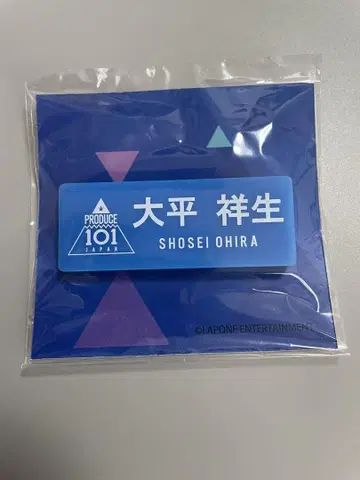 PRODUCE
101
JAPAN
大平 祥生
SHOSEI OHIRA
©LAPONE ENTERTAINMENT